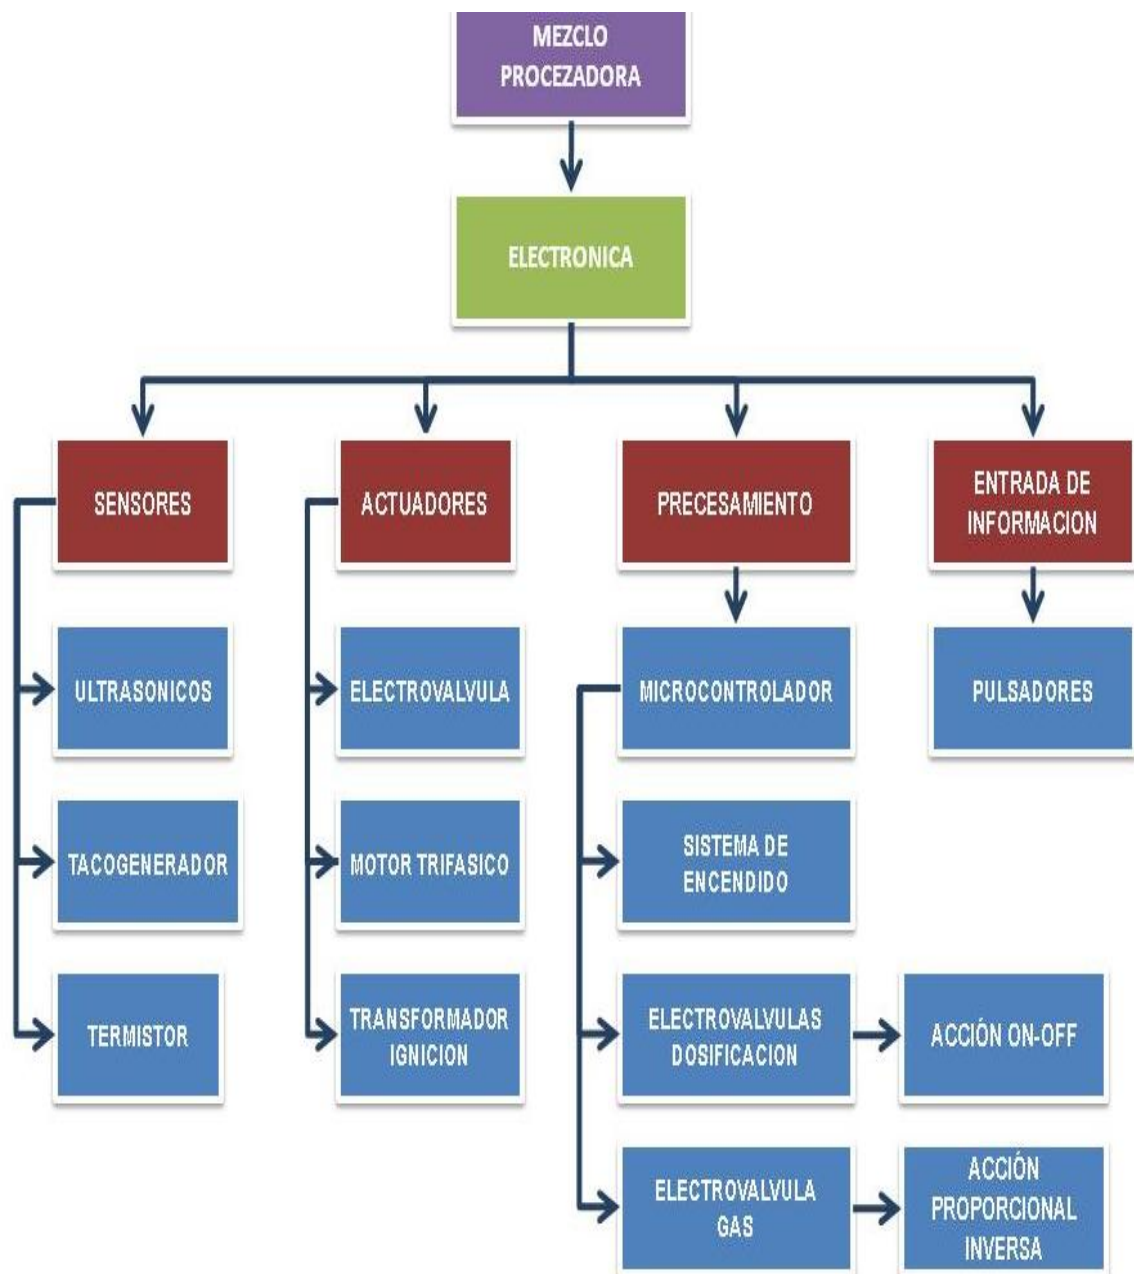 MEZCLO
PROCEZADORA
ELECTRÓNICA
SENSORES
ACTUADORES
PRECESAMIENTO
ENTRADA DE
INFORMACION
ULTRASONICOS
ELECTROVALVULA
MICROCONTROLADOR
PULSADORES
TACOGENERADOR
MOTOR TRIFASICO
SISTEMA DE
ENCENDIDO
TERMISTOR
TRANSFORMADOR
IGNICION
ELECTROVALVULAS
DOSIFICACION
ACCIÓN ON-OFF
ELECTROVALVULA
GAS
ACCIÓN
PROPORCIONAL
INVERSA